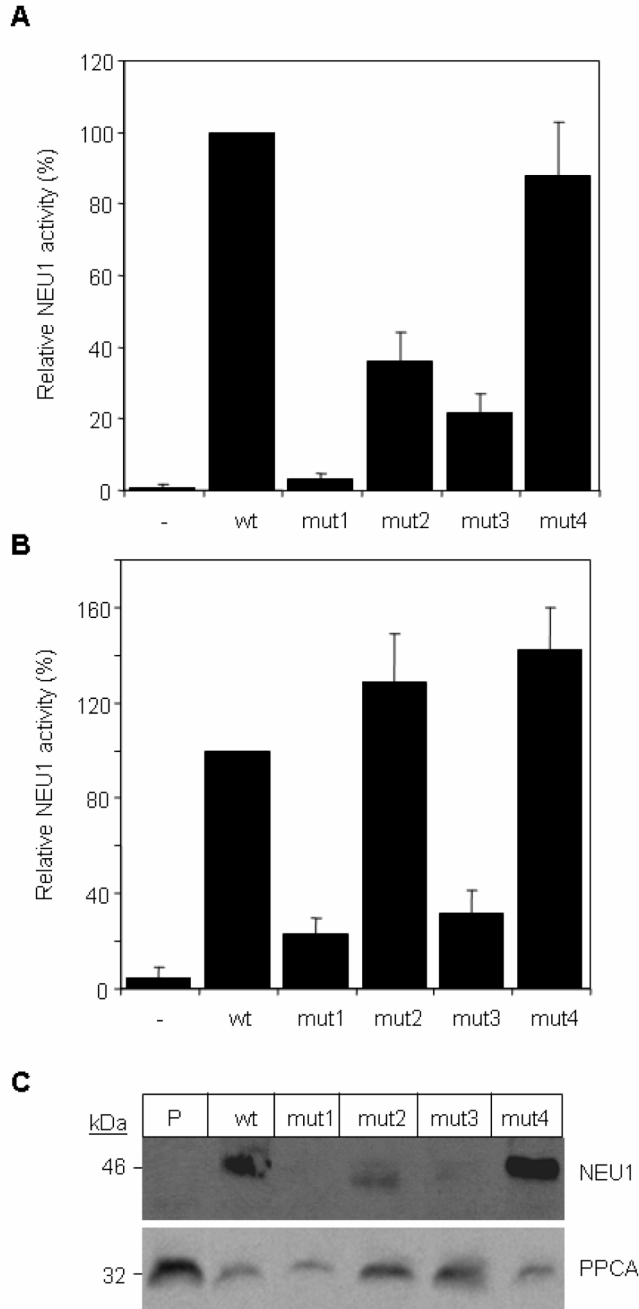 A
Relative NEU1 activity (%)
120
100
80
60
40
20
0
- wt mut1 mut2 mut3 mut4
B
Relative NEU1 activity (%)
160
120
80
40
0
- wt mut1 mut2 mut3 mut4
C
kDa P wt mut1 mut2 mut3 mut4
46 NEU1
32 PPCA